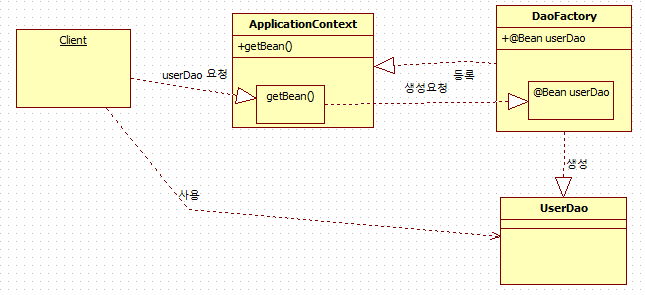 Client
ApplicationContext
+getBean()
getBean()
DaoFactory
+@Bean userDao
@Bean userDao
userDao 요청
등록
생성요청
생성
사용
UserDao